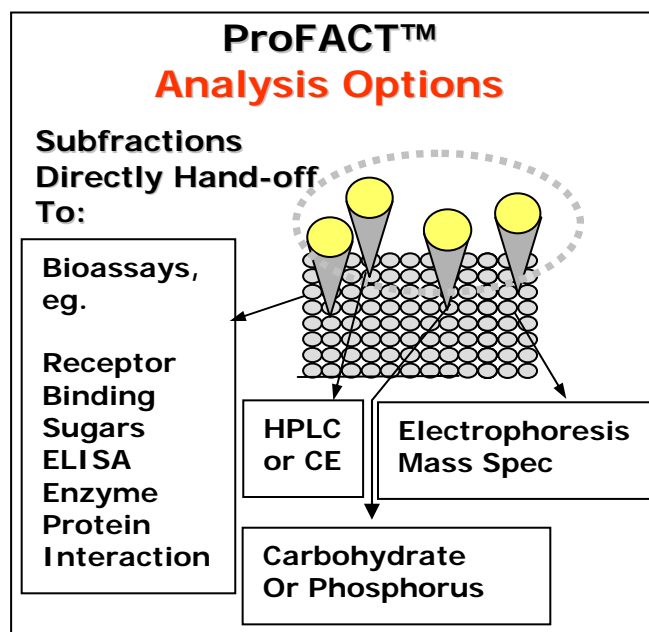 ProFACT™
Analysis Options
Subfractions
Directly Hand-off
To:
Bioassays,
eg.
Receptor
Binding
Sugars
ELISA
Enzyme
Protein
Interaction
HPLC
or CE
Electrophoresis
Mass Spec
Carbohydrate
Or Phosphorus